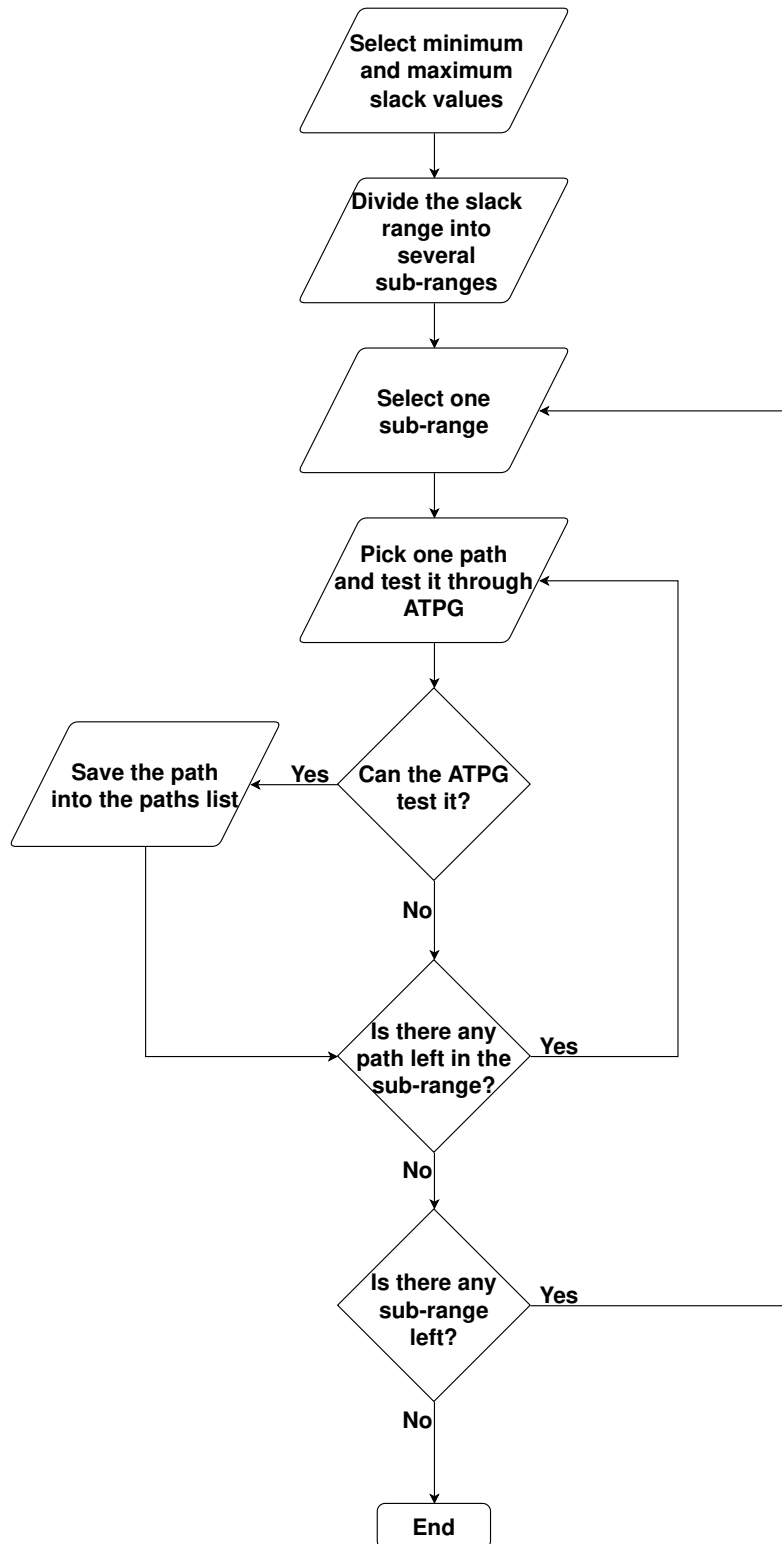 Select minimum
and maximum
slack values
Divide the slack
range into
several
sub-ranges
Select one
sub-range
Pick one path
and test it through
ATPG
Can the ATPG
test it?
Yes
Save the path
into the paths list
No
Is there any
path left in the
sub-range?
Yes
No
Is there any
sub-range
left?
Yes
No
End